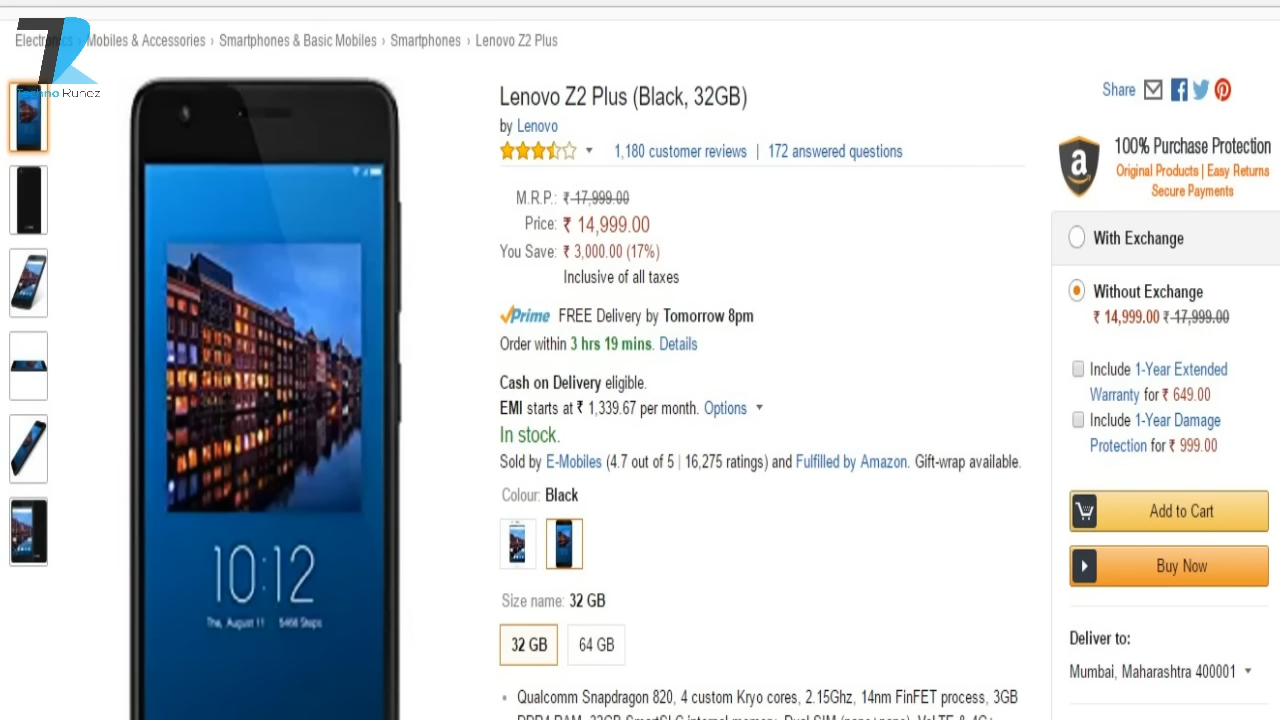 Electronics › Mobiles & Accessories › Smartphones & Basic Mobiles › Smartphones › Lenovo Z2 Plus
Techno Runez
Lenovo Z2 Plus (Black, 32GB)
by Lenovo
1,180 customer reviews | 172 answered questions
M.R.P.: ₹ 17,999.00
Price: ₹ 14,999.00
You Save: ₹ 3,000.00 (17%)
Inclusive of all taxes
Prime FREE Delivery by Tomorrow 8pm
Order within 3 hrs 19 mins. Details
Cash on Delivery eligible.
EMI starts at ₹ 1,339.67 per month. Options
In stock.
Sold by E-Mobiles (4.7 out of 5 | 16,275 ratings) and Fulfilled by Amazon. Gift-wrap available.
Colour: Black
Size name: 32 GB
32 GB 64 GB
• Qualcomm Snapdragon 820, 4 custom Kryo cores, 2.15Ghz, 14nm FinFET process, 3GB
10:12
Thu, August 11 5466 Steps
Share
a
100% Purchase Protection
Original Products | Easy Returns
Secure Payments
With Exchange
Without Exchange
₹ 14,999.00 ₹ 17,999.00
Include 1-Year Extended
Warranty for ₹ 649.00
Include 1-Year Damage
Protection for ₹ 999.00
Add to Cart
Buy Now
Deliver to:
Mumbai, Maharashtra 400001